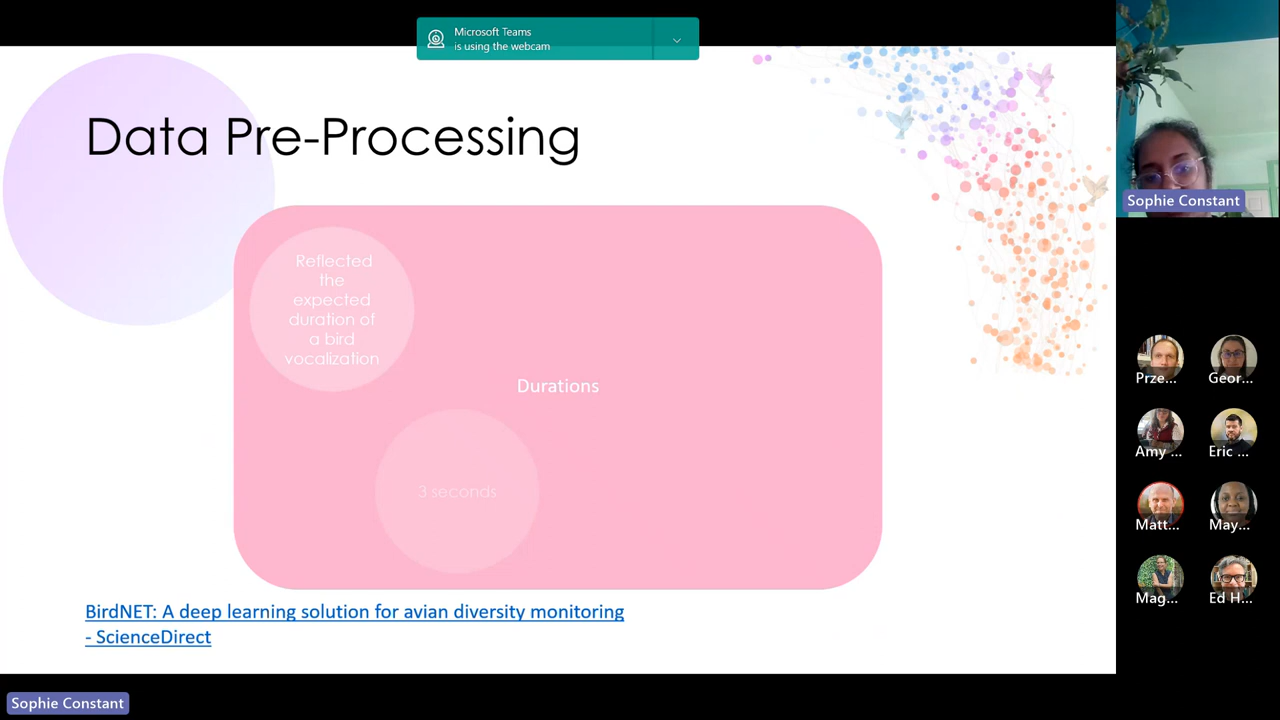 Microsoft Teams
is using the webcam
Data Pre-Processing
Reflected
the
expected
duration of
a bird
vocalization
Durations
3 seconds
BirdNET: A deep learning solution for avian diversity monitoring
- ScienceDirect
Sophie Constant
Prze...
Geor...
Amy ...
Eric ...
Matt...
May...
Mag...
Ed H...
Sophie Constant